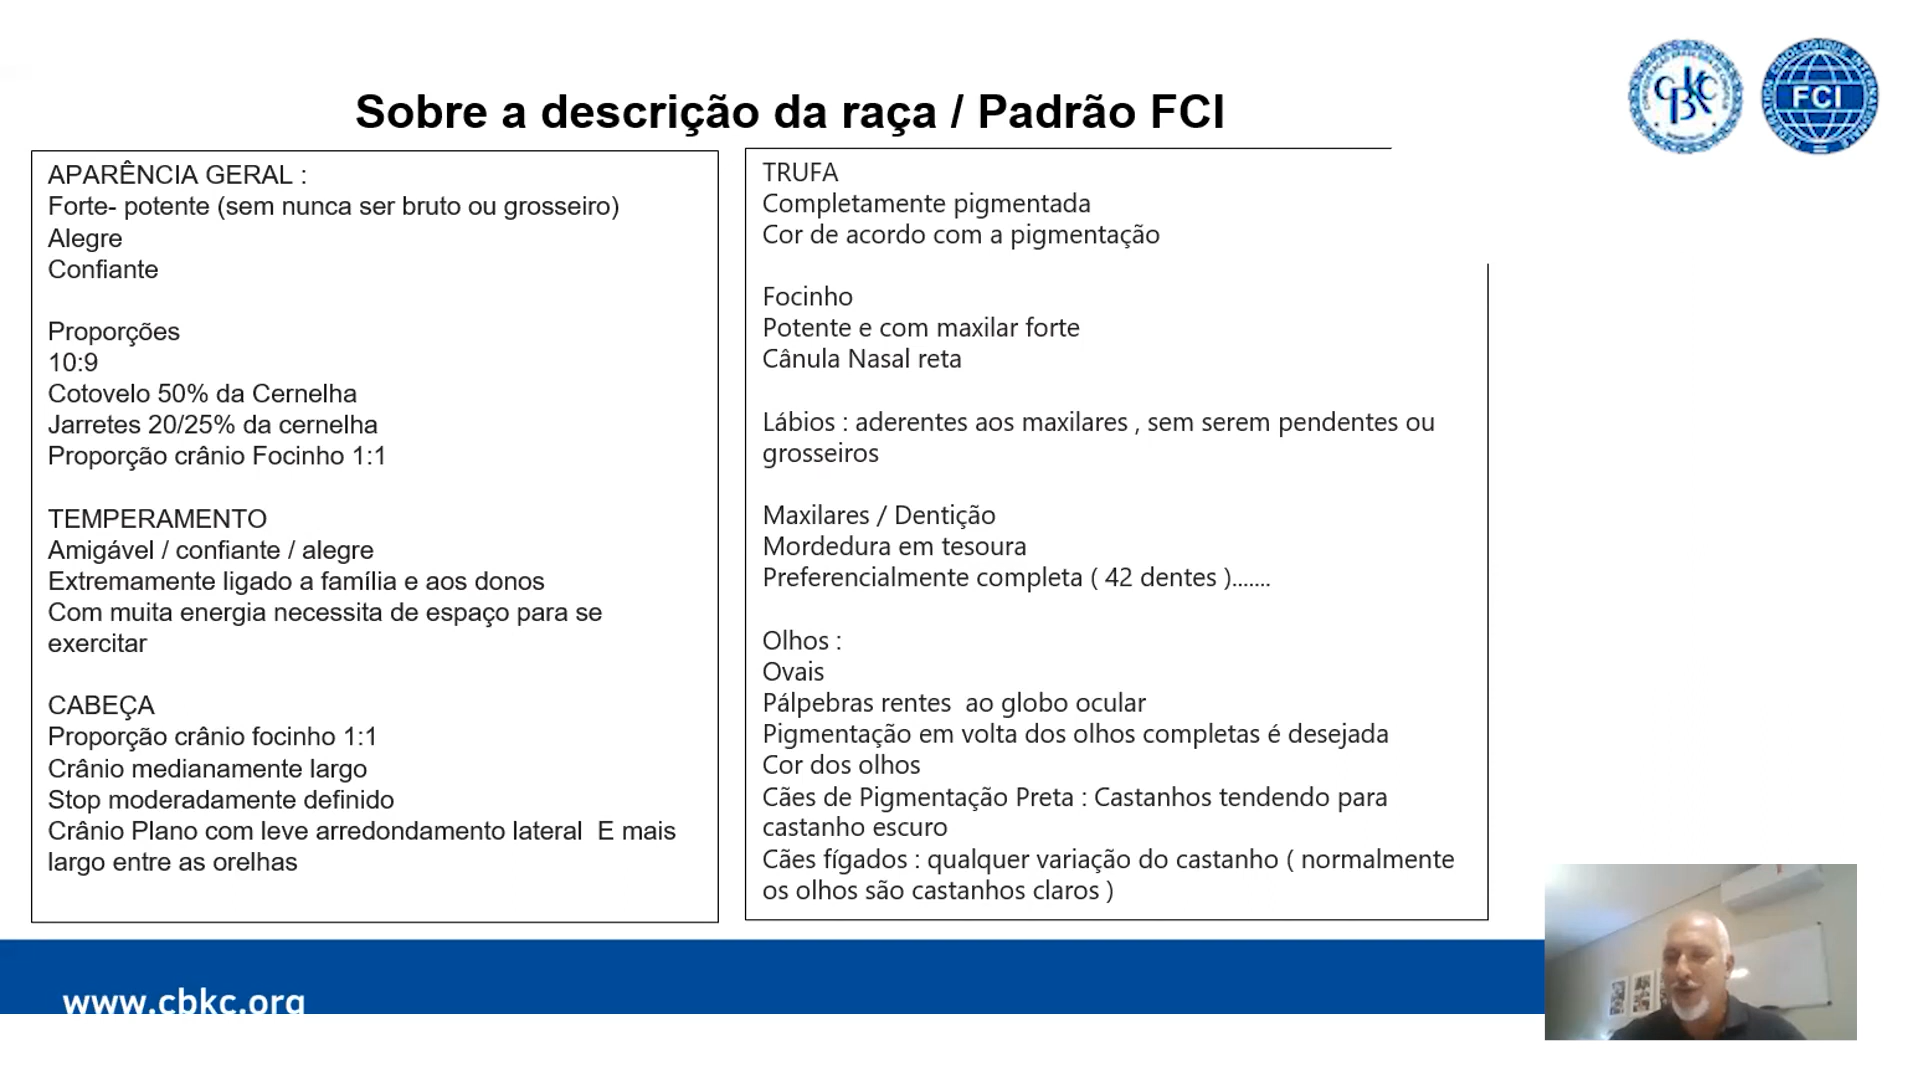 Sobre a descrição da raça / Padrão FCI
CBKC
FCI
APARÊNCIA GERAL :
Forte- potente (sem nunca ser bruto ou grosseiro)
Alegre
Confiante
Proporções
10:9
Cotovelo 50% da Cernelha
Jarretes 20/25% da cernelha
Proporção crânio Focinho 1:1
TEMPERAMENTO
Amigável / confiante / alegre
Extremamente ligado a família e aos donos
Com muita energia necessita de espaço para se
exercitar
CABEÇA
Proporção crânio focinho 1:1
Crânio medianamente largo
Stop moderadamente definido
Crânio Plano com leve arredondamento lateral  E mais
largo entre as orelhas
TRUFA
Completamente pigmentada
Cor de acordo com a pigmentação
Focinho
Potente e com maxilar forte
Cânula Nasal reta
Lábios : aderentes aos maxilares , sem serem pendentes ou
grosseiros
Maxilares / Dentição
Mordedura em tesoura
Preferencialmente completa ( 42 dentes ).......
Olhos :
Ovais
Pálpebras rentes  ao globo ocular
Pigmentação em volta dos olhos completas é desejada
Cor dos olhos
Cães de Pigmentação Preta : Castanhos tendendo para
castanho escuro
Cães fígados : qualquer variação do castanho ( normalmente
os olhos são castanhos claros )
www.cbkc.org